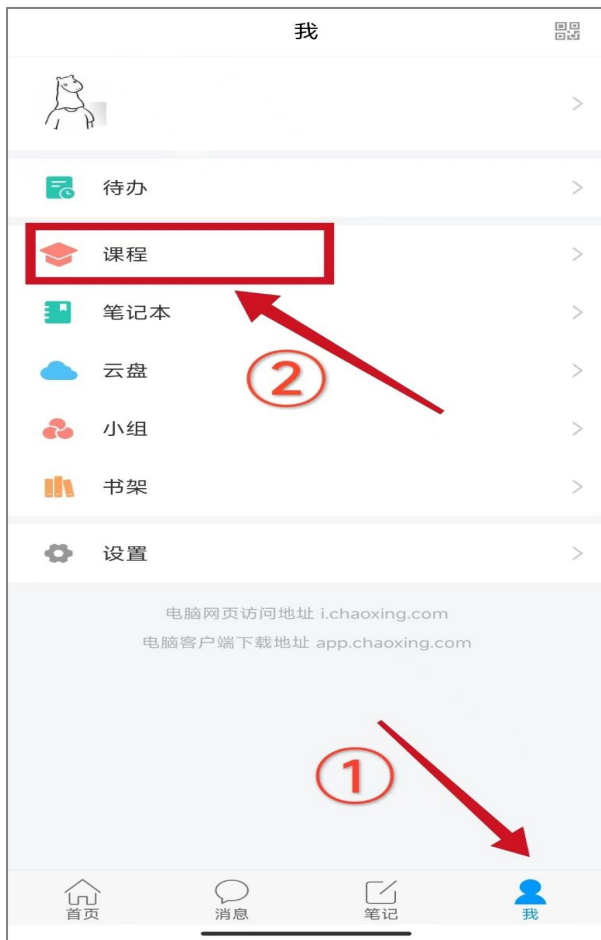 我
待办
课程
笔记本
②
云盘
小组
书架
设置
电脑网页访问地址 i.chaoxing.com
电脑客户端下载地址 app.chaoxing.com
①
首页 消息 笔记 我